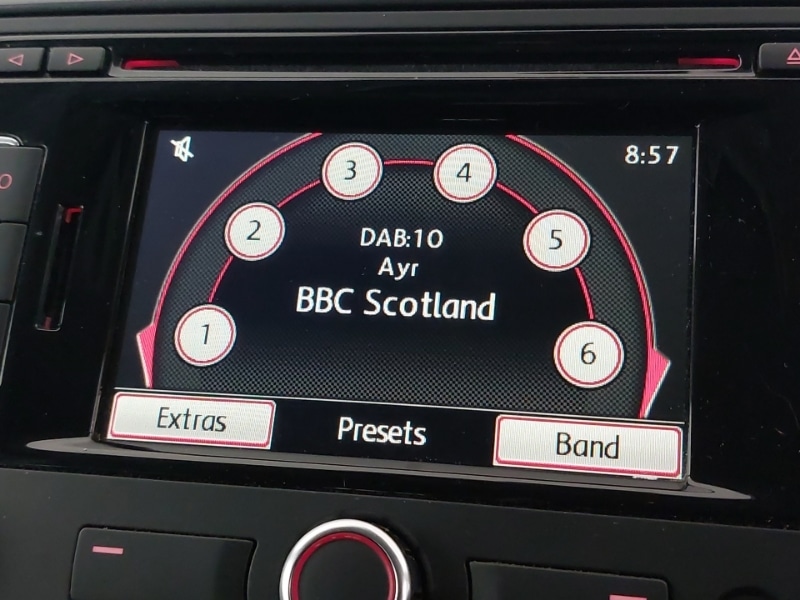 8:57
3
4
2
5
DAB:10
Ayr
BBC Scotland
1
6
Extras
Presets
Band